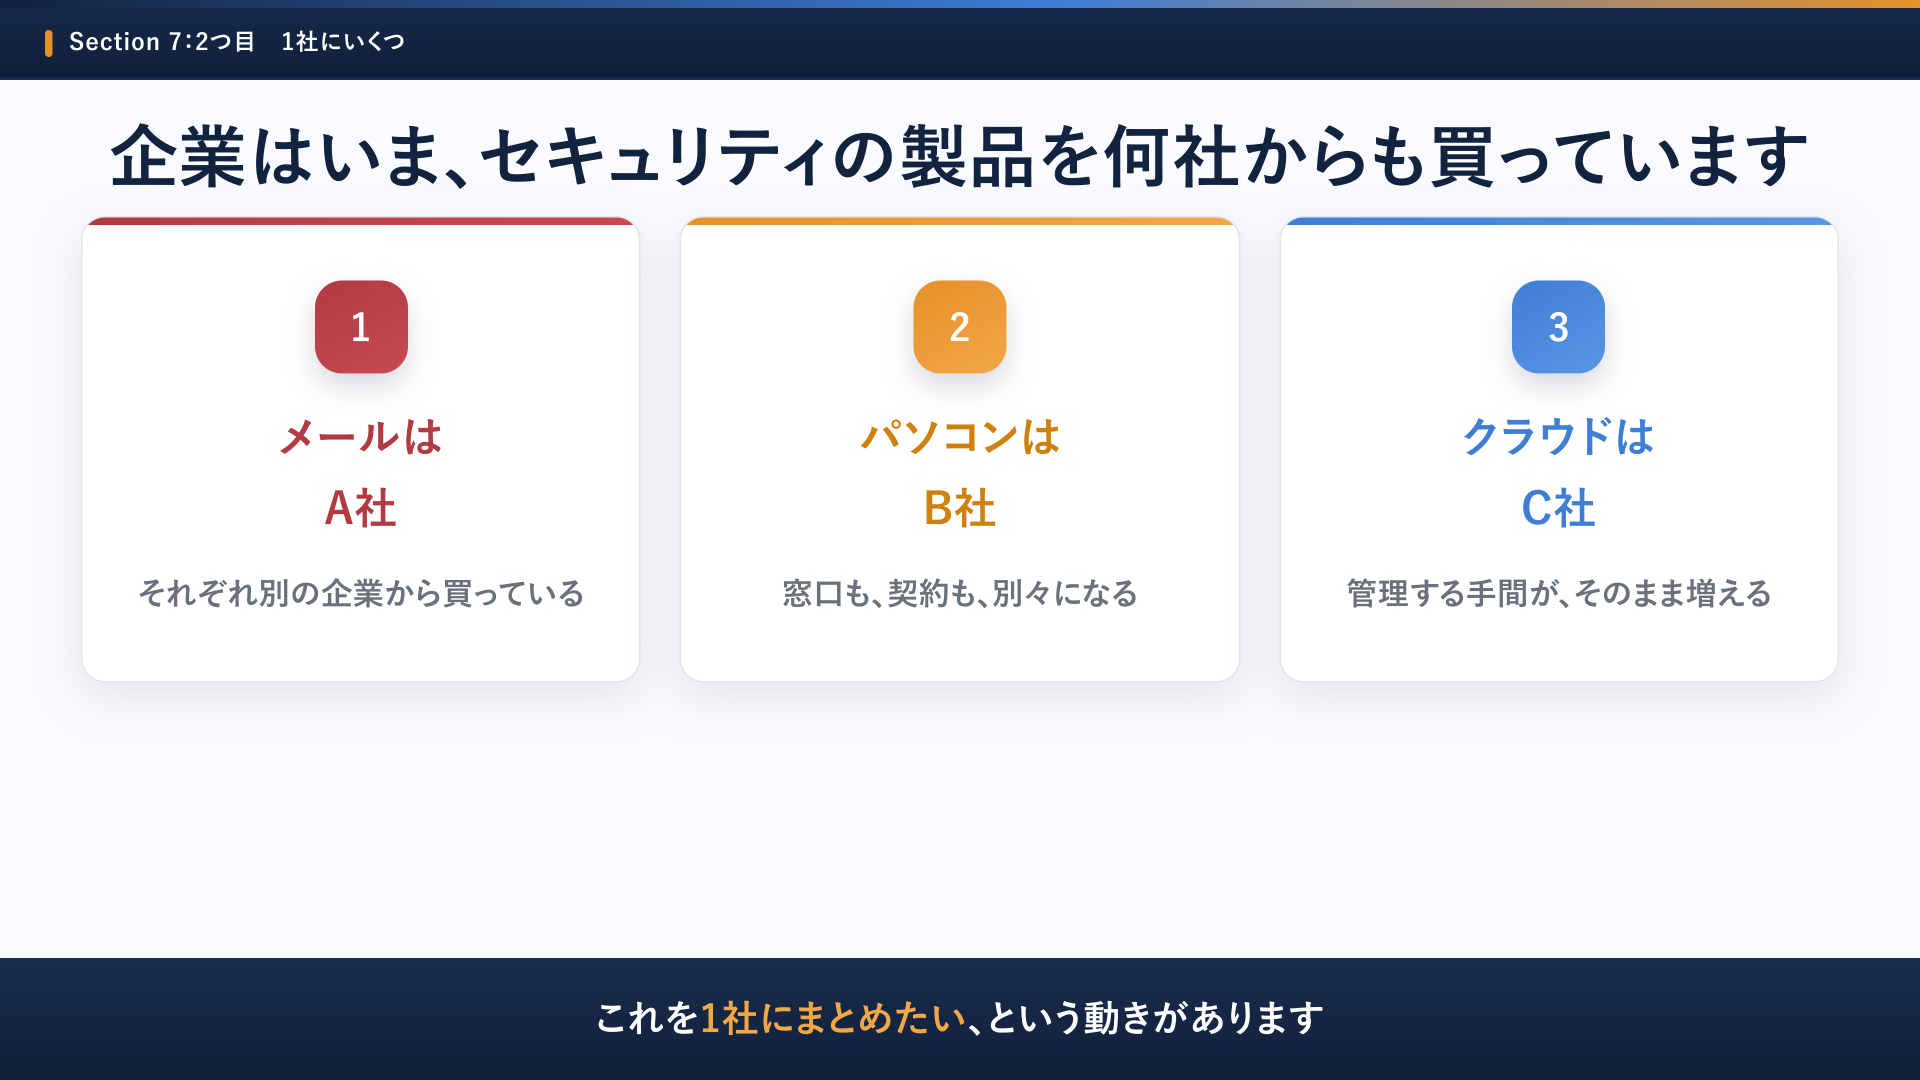 Section 7：2つ目　1社にいくつ
企業はいま、セキュリティの製品を何社からも買っています
1
メールは
A社
それぞれ別の企業から買っている
2
パソコンは
B社
窓口も、契約も、別々になる
3
クラウドは
C社
管理する手間が、そのまま増える
これを1社にまとめたい、という動きがあります